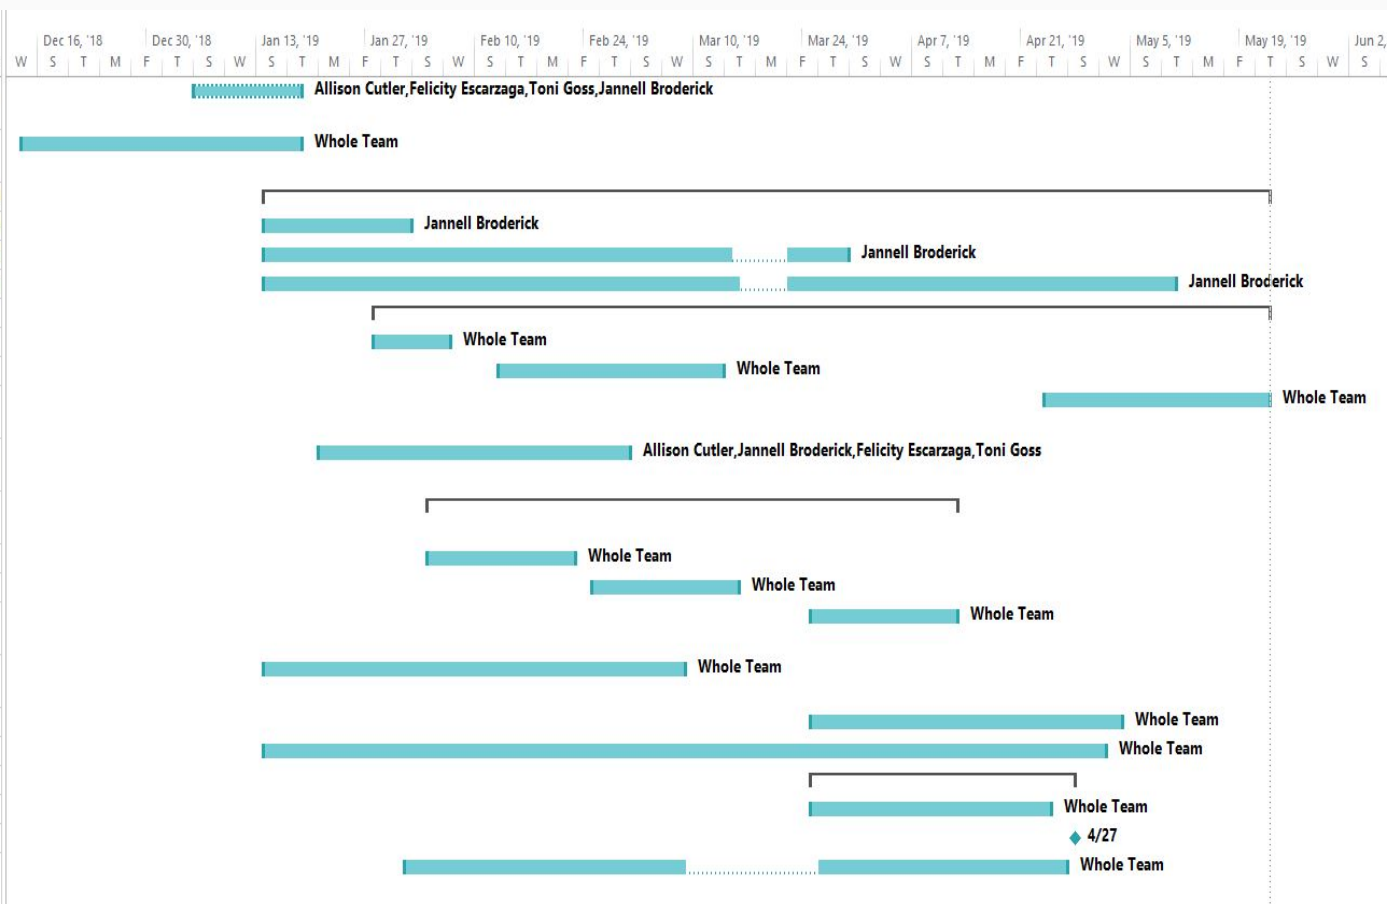 Dec 16, '18 Dec 30, '18 Jan 13, '19 Jan 27, '19 Feb 10, '19 Feb 24, '19 Mar 10, '19 Mar 24, '19 Apr 7, '19 Apr 21, '19 May 5, '19 May 19, '19 Jun 2,
W S T M F T S W S T M F T S W S T M F T S W S T M F T S W S T M F T S W S T M F T S W S
Allison Cutler,Felicity Escarzaga,Toni Goss,Jannell Broderick
Whole Team
Jannell Broderick
Jannell Broderick
Jannell Broderick
Whole Team
Whole Team
Whole Team
Allison Cutler,Jannell Broderick,Felicity Escarzaga,Toni Goss
Whole Team
Whole Team
Whole Team
Whole Team
Whole Team
Whole Team
Whole Team
4/27
Whole Team